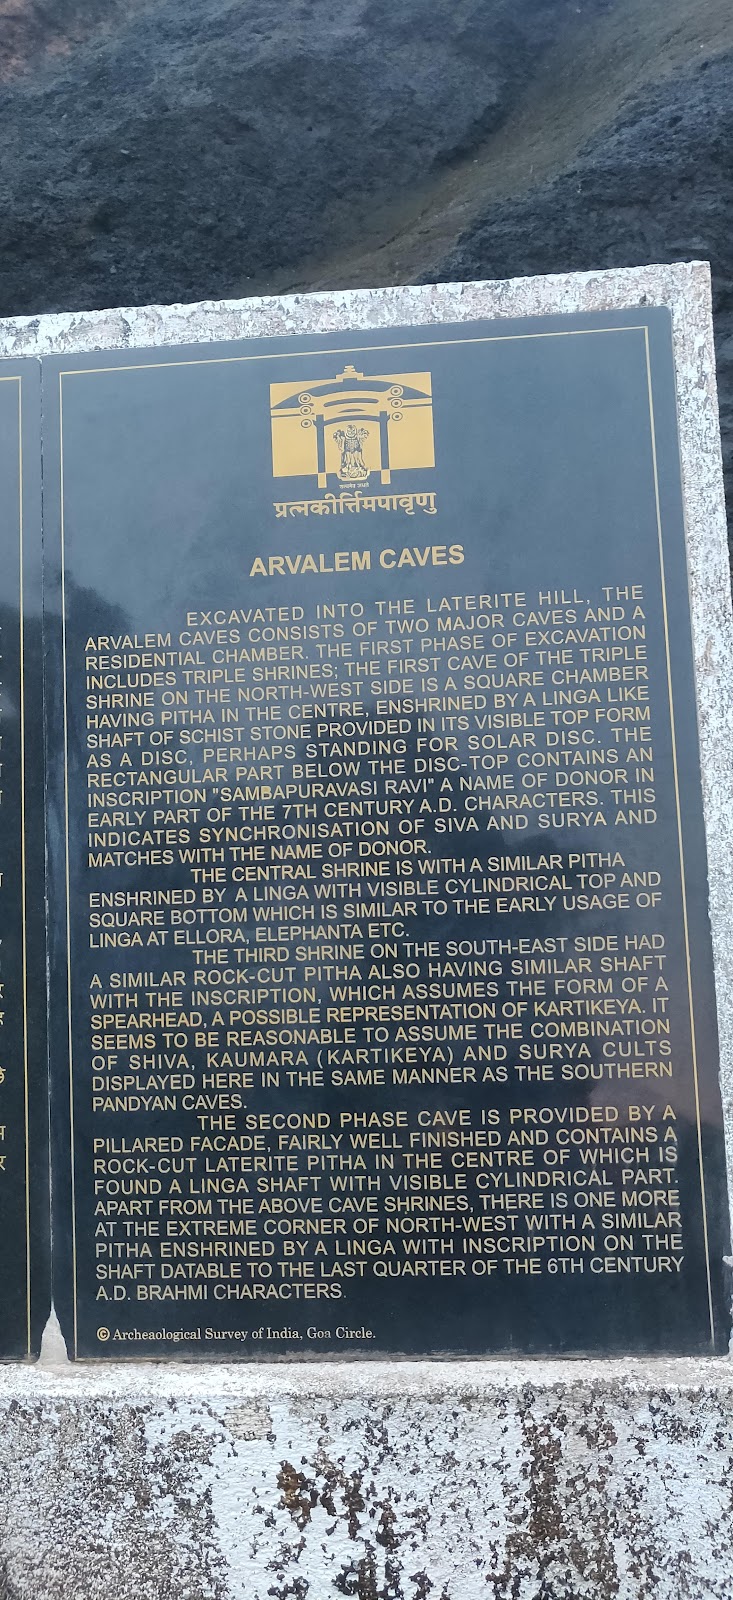 प्रत्नकीर्त्तिमपावृणु
ARVALEM CAVES
EXCAVATED INTO THE LATERITE HILL, THE
ARVALEM CAVES CONSISTS OF TWO MAJOR CAVES AND A
RESIDENTIAL CHAMBER. THE FIRST PHASE OF EXCAVATION
INCLUDES TRIPLE SHRINES; THE FIRST CAVE OF THE TRIPLE
SHRINE ON THE NORTH-WEST SIDE IS A SQUARE CHAMBER
HAVING PITHA IN THE CENTRE, ENSHRINED BY A LINGA LIKE
SHAFT OF SCHIST STONE PROVIDED IN ITS VISIBLE TOP FORM
AS A DISC, PERHAPS STANDING FOR SOLAR DISC. THE
RECTANGULAR PART BELOW THE DISC-TOP CONTAINS AN
INSCRIPTION "SAMBAPURAVASI RAVI" A NAME OF DONOR IN
EARLY PART OF THE 7TH CENTURY A.D. CHARACTERS. THIS
INDICATES SYNCHRONISATION OF SIVA AND SURYA AND
MATCHES WITH THE NAME OF DONOR.
THE CENTRAL SHRINE IS WITH A SIMILAR PITHA
ENSHRINED BY A LINGA WITH VISIBLE CYLINDRICAL TOP AND
SQUARE BOTTOM WHICH IS SIMILAR TO THE EARLY USAGE OF
LINGA AT ELLORA, ELEPHANTA ETC.
THE THIRD SHRINE ON THE SOUTH-EAST SIDE HAD
A SIMILAR ROCK-CUT PITHA ALSO HAVING SIMILAR SHAFT
WITH THE INSCRIPTION, WHICH ASSUMES THE FORM OF A
SPEARHEAD, A POSSIBLE REPRESENTATION OF KARTIKEYA. IT
SEEMS TO BE REASONABLE TO ASSUME THE COMBINATION
OF SHIVA, KAUMARA (KARTIKEYA) AND SURYA CULTS
DISPLAYED HERE IN THE SAME MANNER AS THE SOUTHERN
PANDYAN CAVES.
THE SECOND PHASE CAVE IS PROVIDED BY A
PILLARED FACADE, FAIRLY WELL FINISHED AND CONTAINS A
ROCK-CUT LATERITE PITHA IN THE CENTRE OF WHICH IS
FOUND A LINGA SHAFT WITH VISIBLE CYLINDRICAL PART.
APART FROM THE ABOVE CAVE SHRINES, THERE IS ONE MORE
AT THE EXTREME CORNER OF NORTH-WEST WITH A SIMILAR
PITHA ENSHRINED BY A LINGA WITH INSCRIPTION ON THE
SHAFT DATABLE TO THE LAST QUARTER OF THE 6TH CENTURY
A.D. BRAHMI CHARACTERS.
© Archeaological Survey of India, Goa Circle.